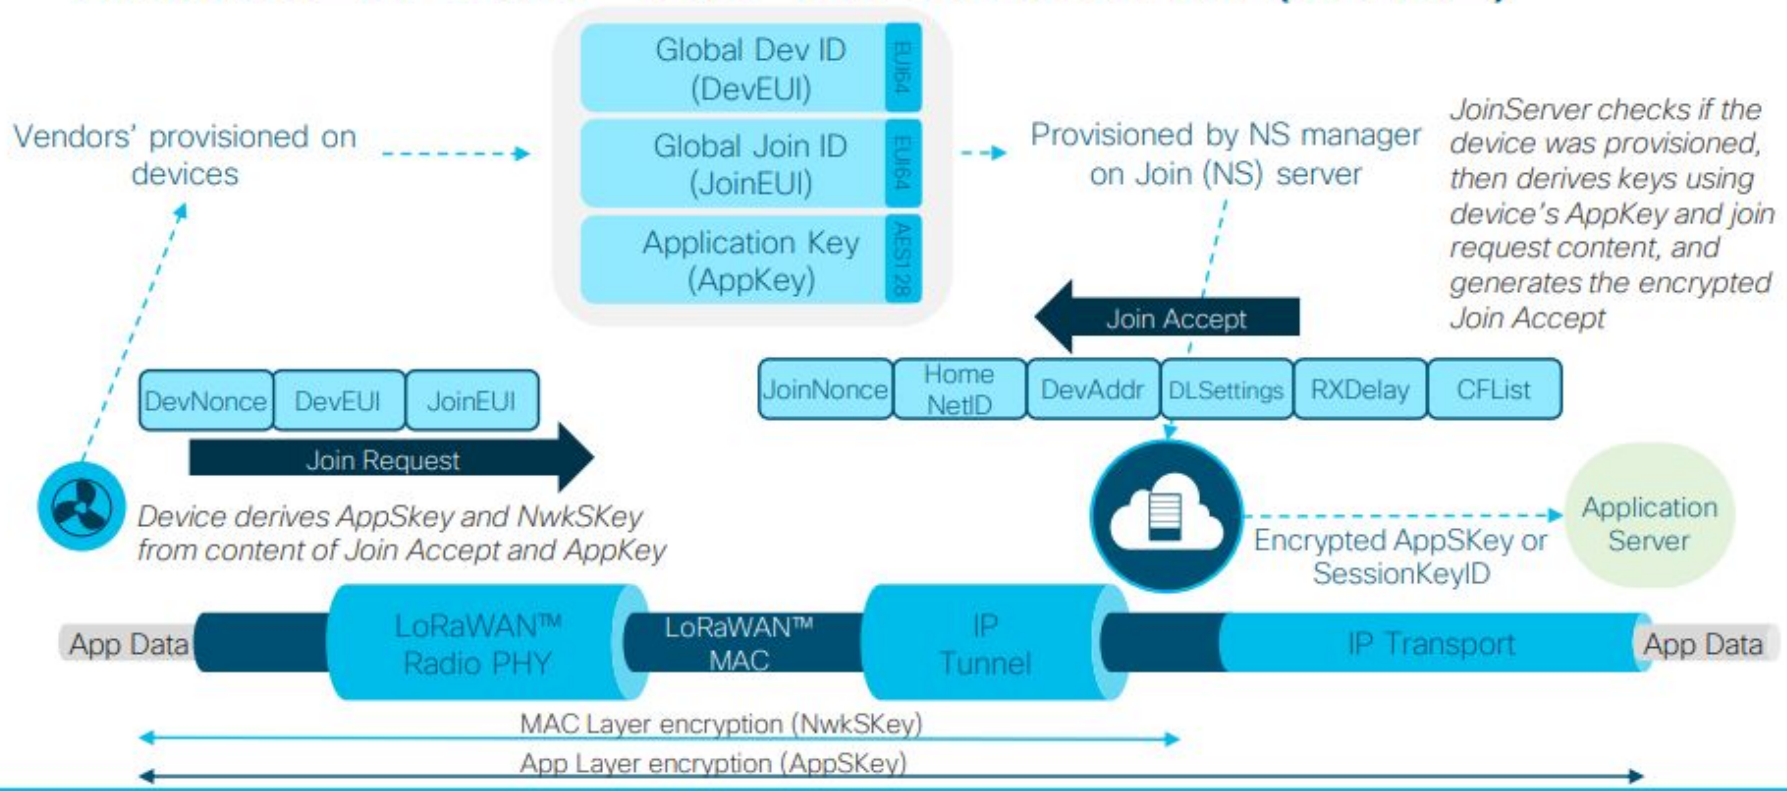 Global Dev ID
(DevEUI)
EUI64
Global Join ID
(JoinEUI)
EUI64
Application Key
(AppKey)
AES128
Vendors' provisioned on
devices
Provisioned by NS manager
on Join (NS) server
JoinServer checks if the
device was provisioned,
then derives keys using
device's AppKey and join
request content, and
generates the encrypted
Join Accept
Join Accept
JoinNonce
Home
NetID
DevAddr
DLSettings
RXDelay
CFList
DevNonce
DevEUI
JoinEUI
Join Request
Device derives AppSkey and NwkSKey
from content of Join Accept and AppKey
Encrypted AppSKey or
SessionKeyID
Application
Server
App Data
LoRaWAN™
Radio PHY
LoRaWAN™
MAC
IP
Tunnel
IP Transport
App Data
MAC Layer encryption (NwkSKey)
App Layer encryption (AppSKey)